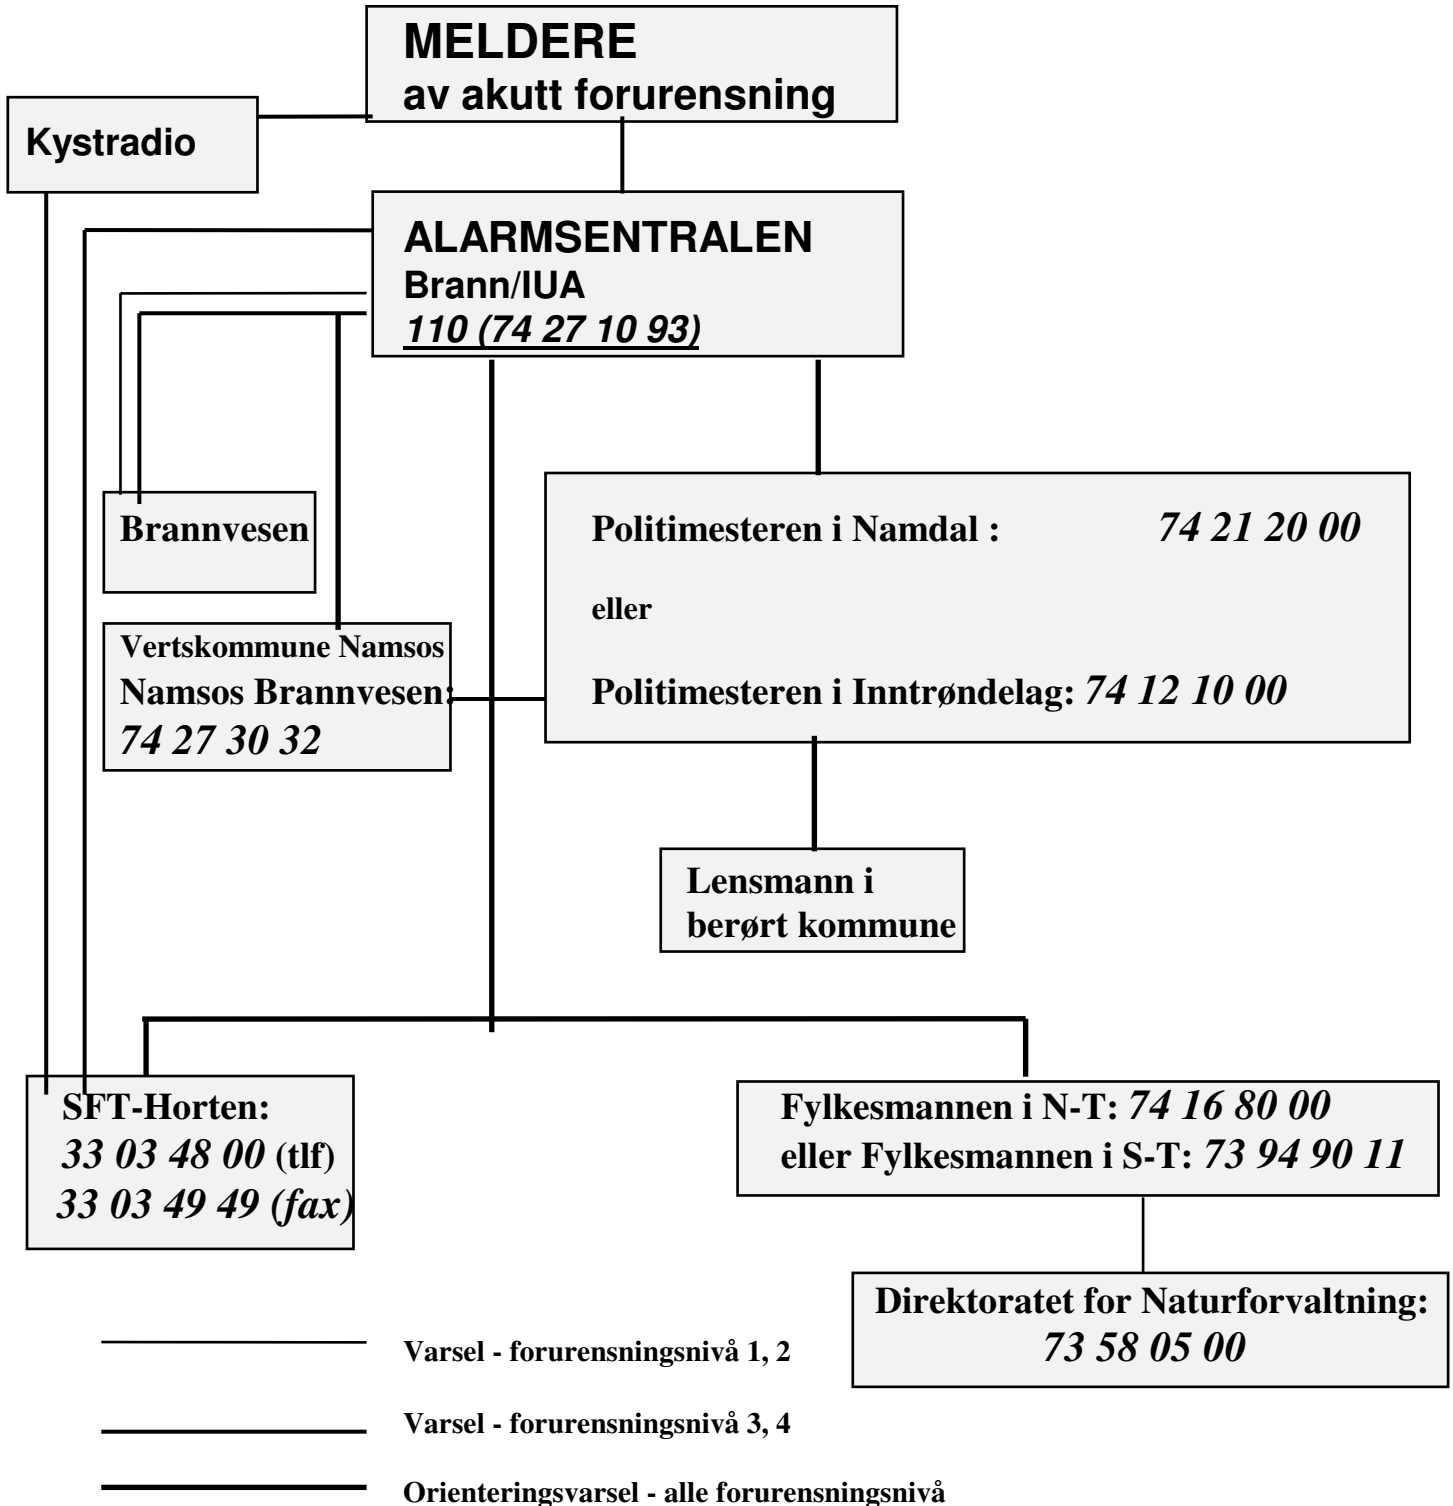 MELDERE
av akutt forurensning
Kystradio
ALARMSENTRALEN
Brann/IUA
110 (74 27 10 93)
Brannvesen
Politimesteren i Namdal : 74 21 20 00
eller
Politimesteren i Inntrøndelag: 74 12 10 00
Vertskommune Namsos
Namsos Brannvesen:
74 27 30 32
Lensmann i
berørt kommune
SFT-Horten:
33 03 48 00 (tlf)
33 03 49 49 (fax)
Fylkesmannen i N-T: 74 16 80 00
eller Fylkesmannen i S-T: 73 94 90 11
Direktoratet for Naturforvaltning:
73 58 05 00
Varsel - forurensningsnivå 1, 2
Varsel - forurensningsnivå 3, 4
Orienteringsvarsel - alle forurensningsnivå